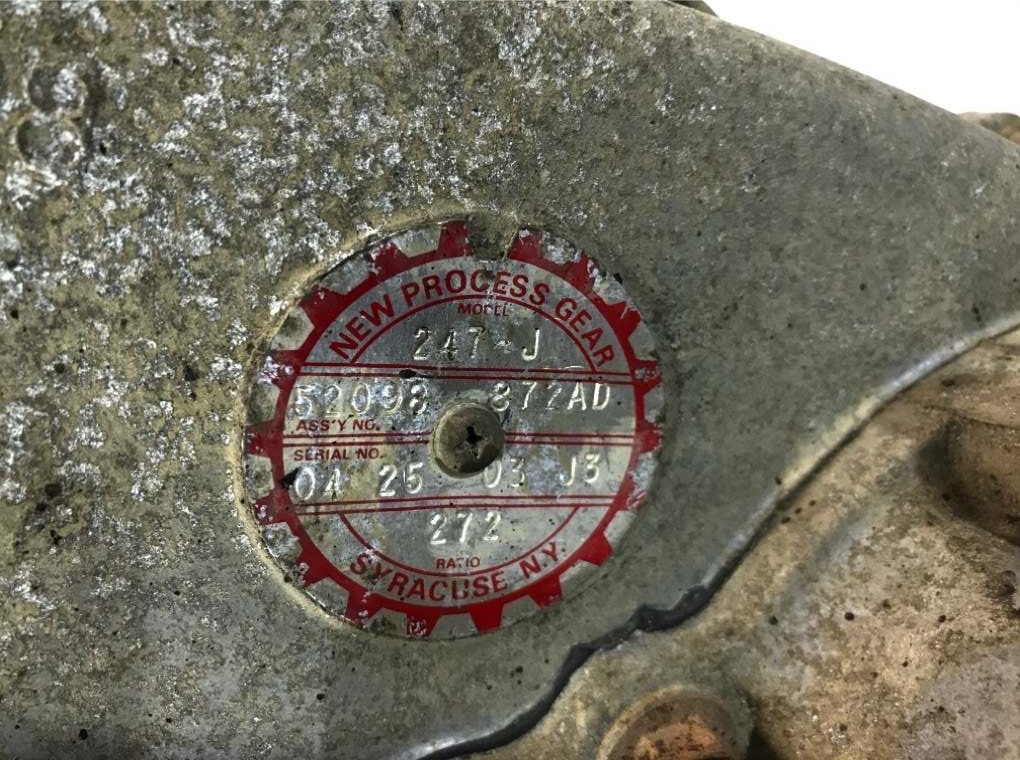 NEW PROCESS GEAR
MODEL
247-J
52098 872AD
ASS'Y NO.
SERIAL NO.
04 25 03 J3
272
RATIO
SYRACUSE N.Y.